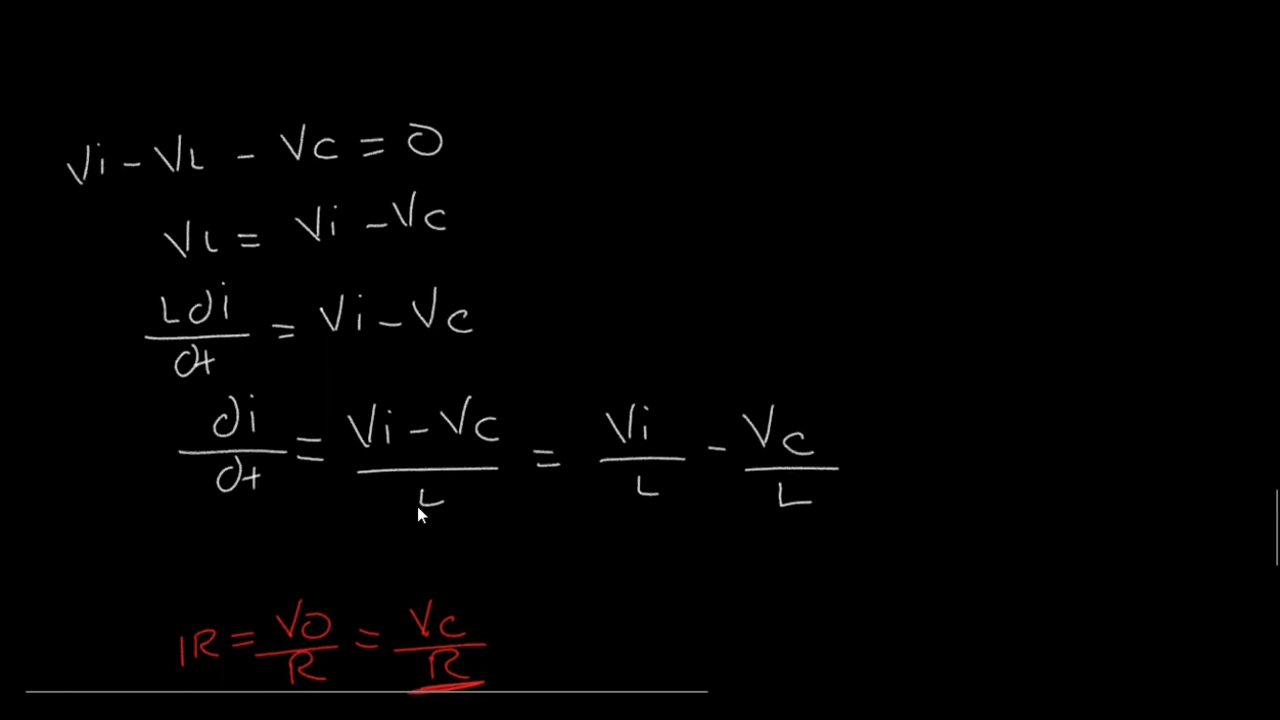 Vi - VL - VC = 0
VL = Vi - VC
Ldi/dt = Vi - VC
di/dt = Vi - VC/L = Vi/L - VC/L
IR = VO/R = VC/R